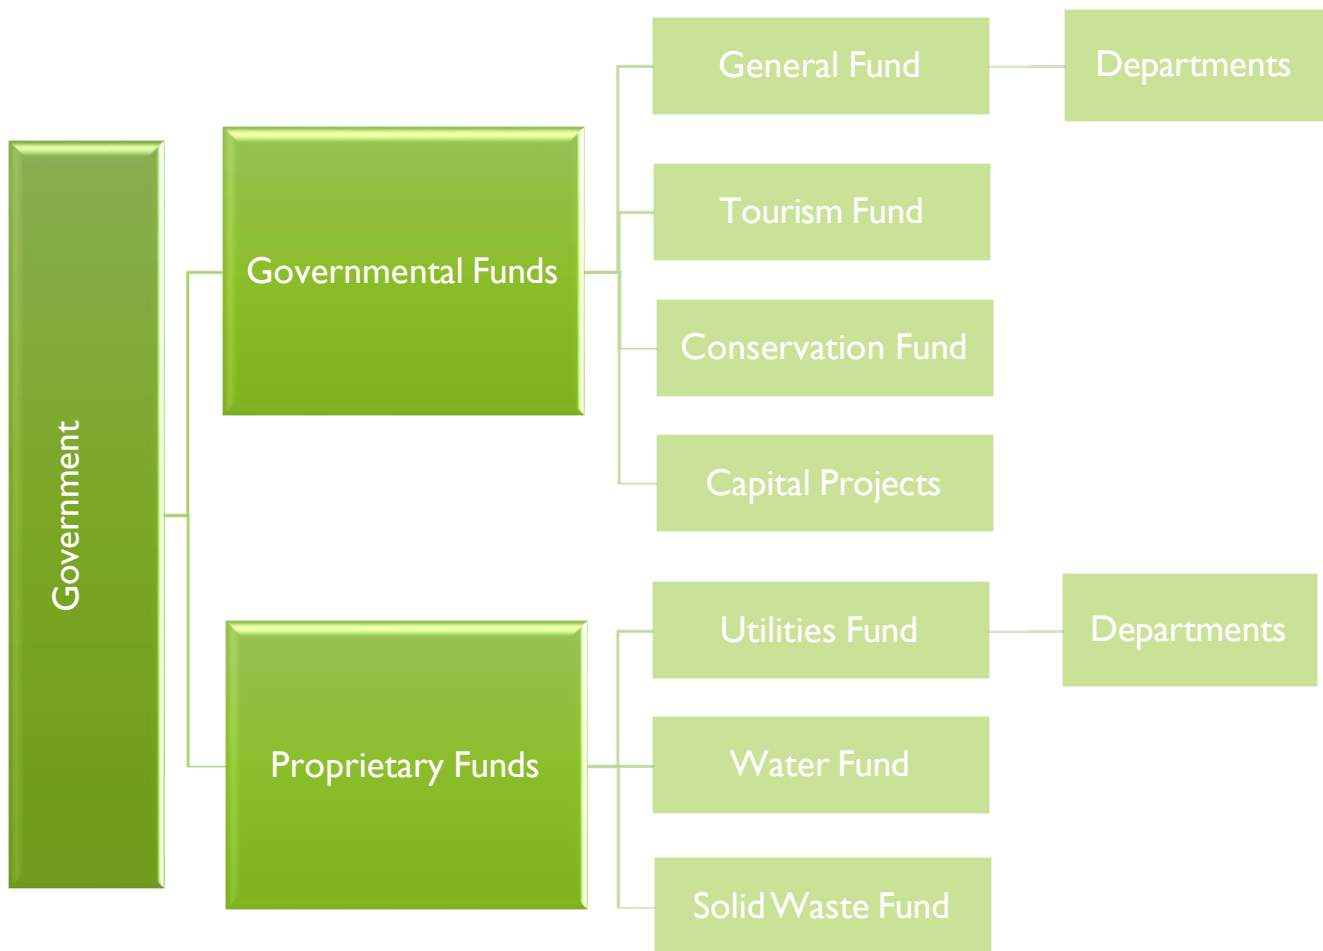 Government
Governmental Funds
General Fund
Departments
Tourism Fund
Conservation Fund
Capital Projects
Proprietary Funds
Utilities Fund
Departments
Water Fund
Solid Waste Fund